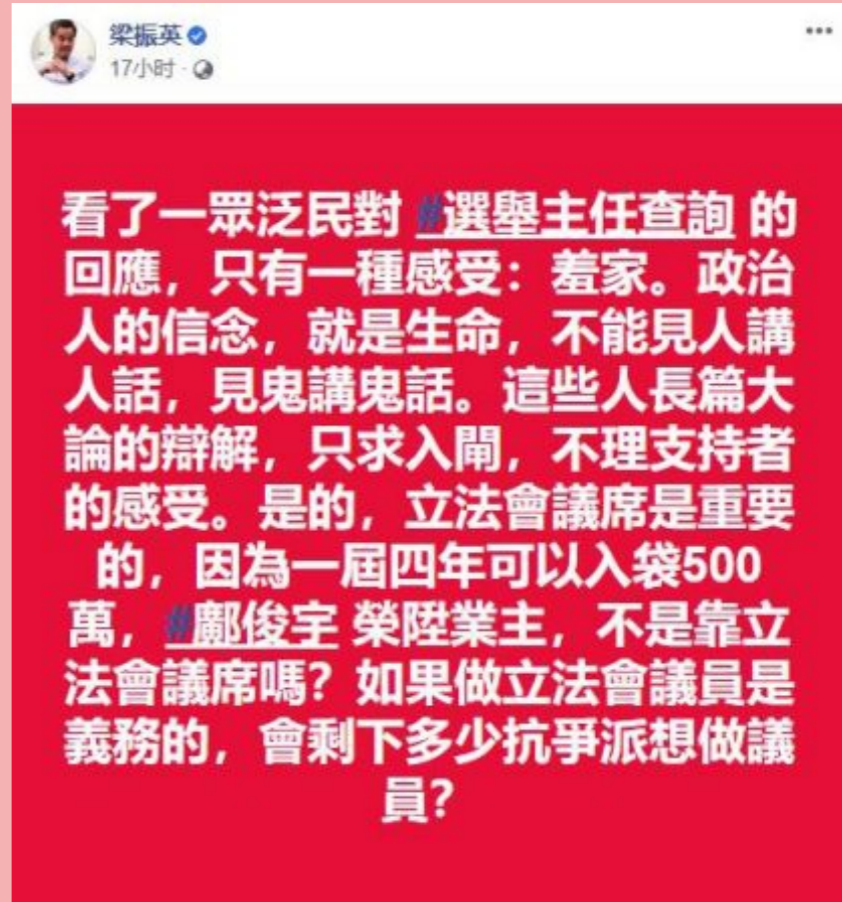 梁振英
17小时
看了一眾泛民對 #選舉主任查詢 的
回應，只有一種感受：羞家。政治
人的信念，就是生命，不能見人講
人話，見鬼講鬼話。這些人長篇大
論的辯解，只求入閘，不理支持者
的感受。是的，立法會議席是重要
的，因為一屆四年可以入袋500
萬，#鄺俊宇 榮陞業主，不是靠立
法會議席嗎？如果做立法會議員是
義務的，會剩下多少抗爭派想做議
員？